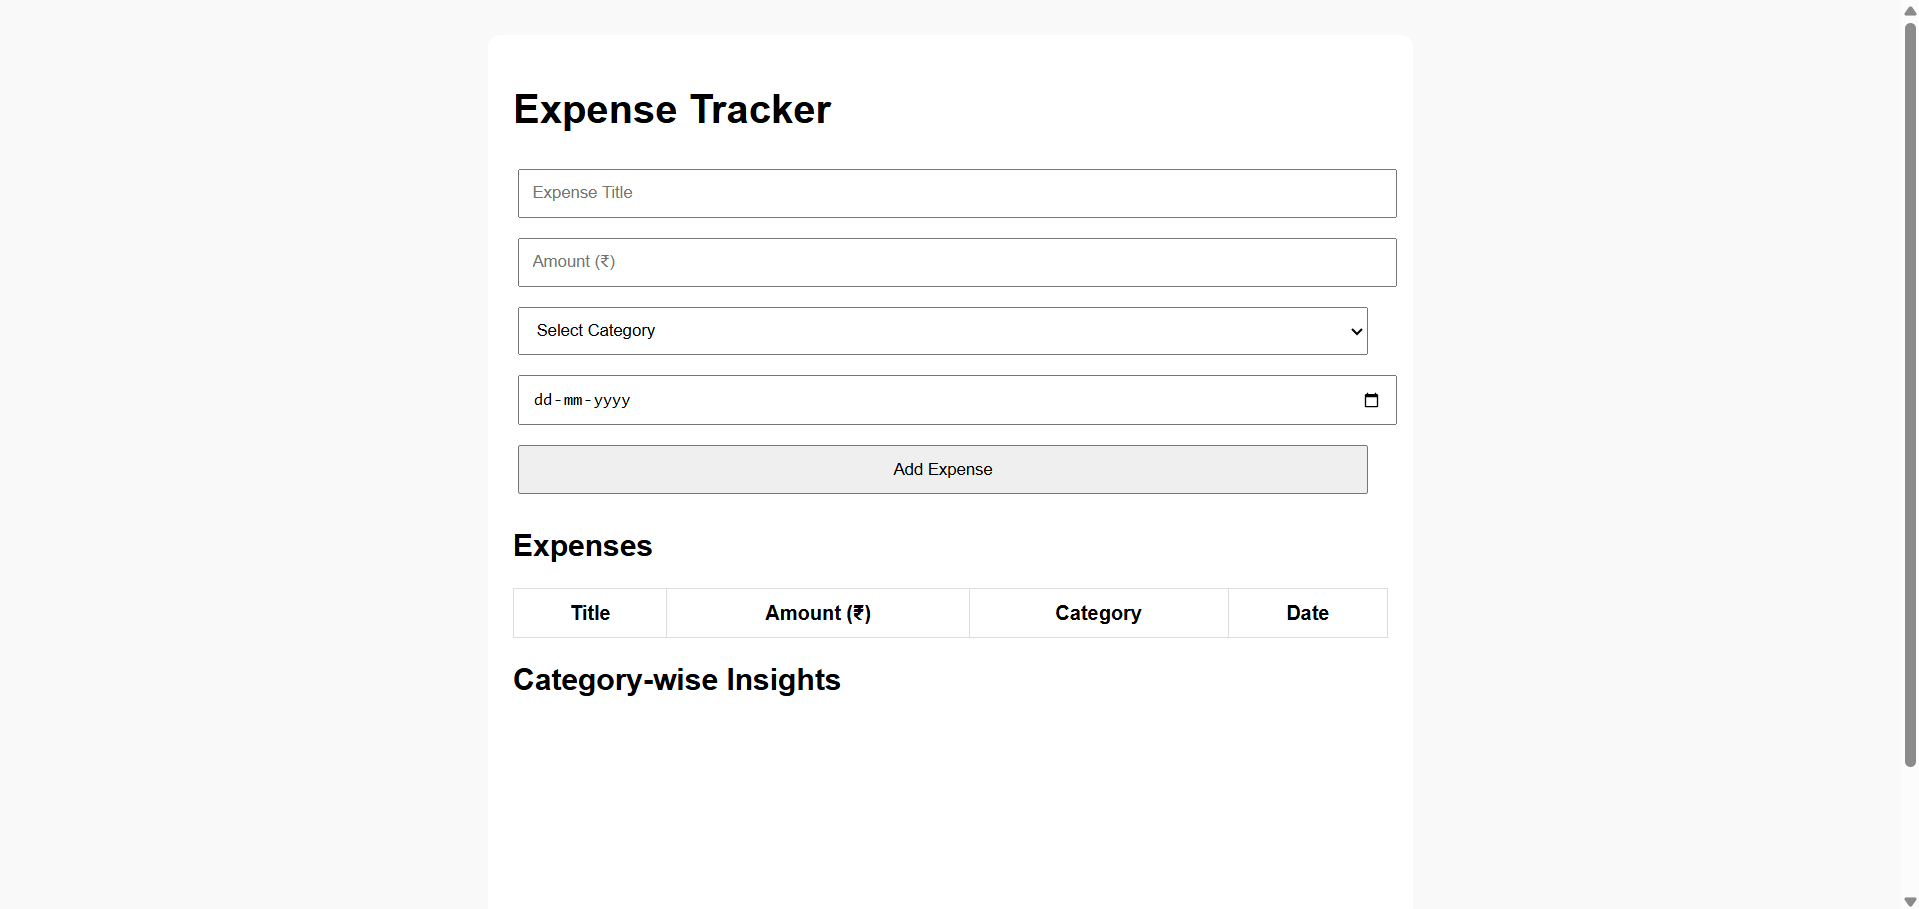 Expense Tracker
Expense Title
Amount (₹)
Select Category
dd-mm-yyyy
Add Expense
Expenses
Title Amount (₹) Category Date
Category-wise Insights